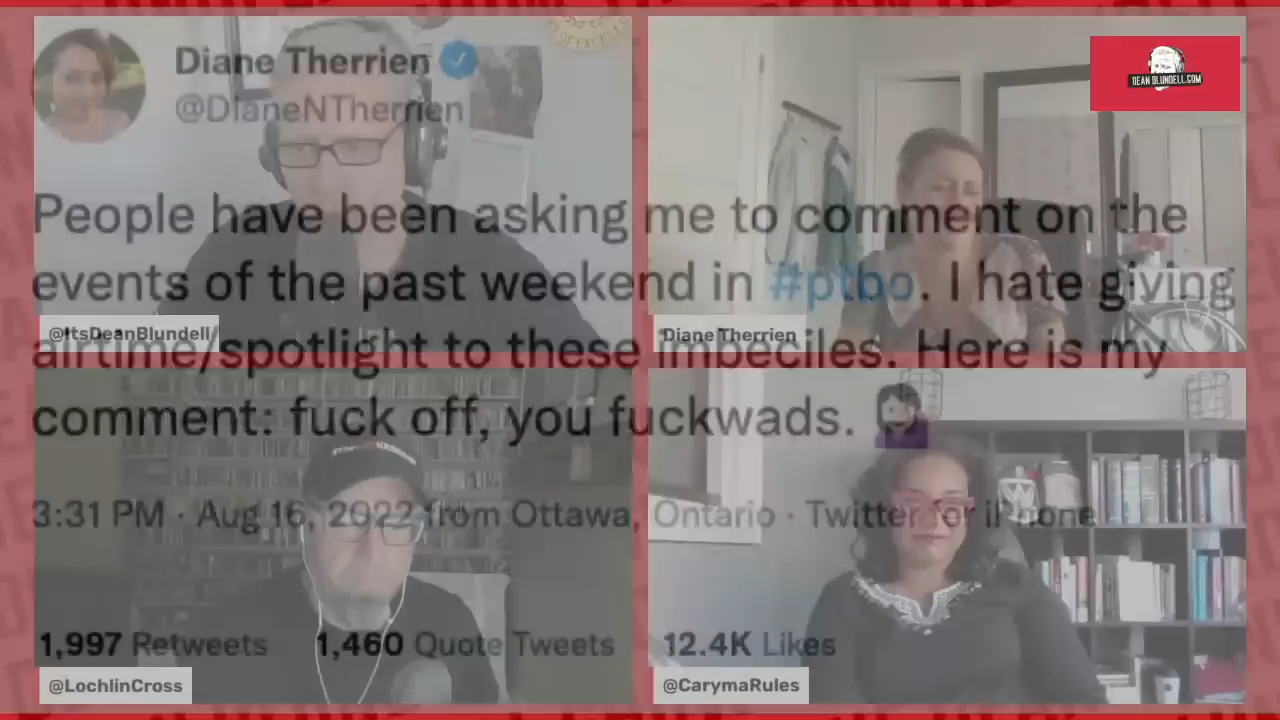 Diane Therrien
@DianeNTherrien
DEAN BLUNDELL.COM
People have been asking me to comment on the
events of the past weekend in #ptbo. I hate giving
@ItsDeanBlundell
Diane Therrien
airtime/spotlight to these imbeciles. Here is my
comment: fuck off, you fuckwads.
3:31 PM · Aug 16, 2022 from Ottawa, Ontario · Twitter for iPhone
1,997 Retweets 1,460 Quote Tweets 12.4K Likes
@LochlinCross
@CarymaRules